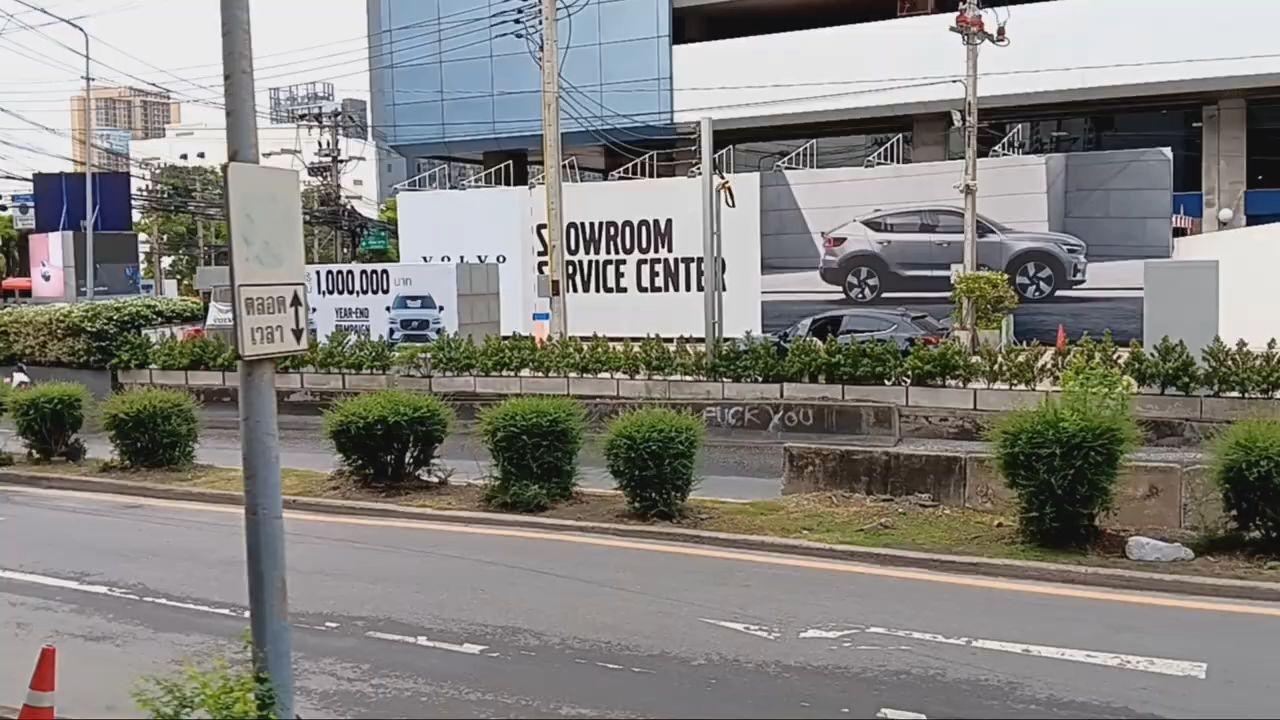 VOLVO
SHOWROOM
SERVICE CENTER
1,000,000 บาท
YEAR-END
CAMPAIGN
ตลอด
เวลา
FUCK YOU